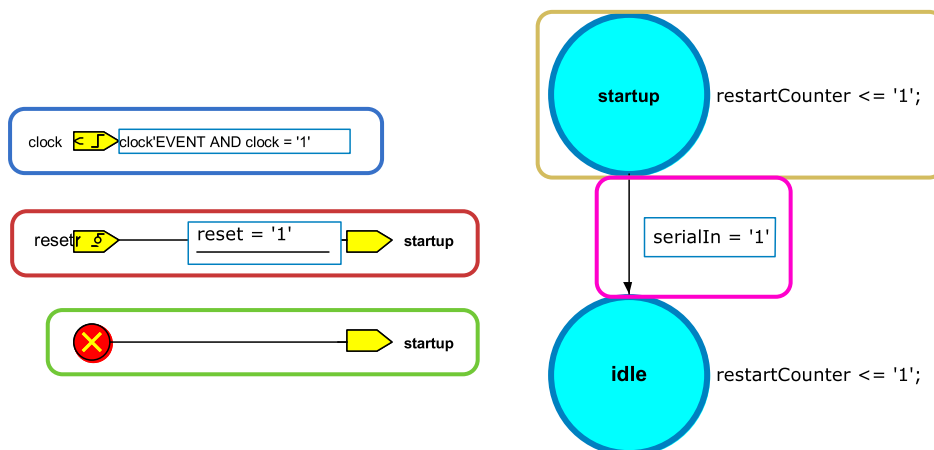 clock
clock'EVENT AND clock = '1'
resetr
reset = '1'
startup
startup
startup
restartCounter <= '1';
serialIn = '1'
idle
restartCounter <= '1';